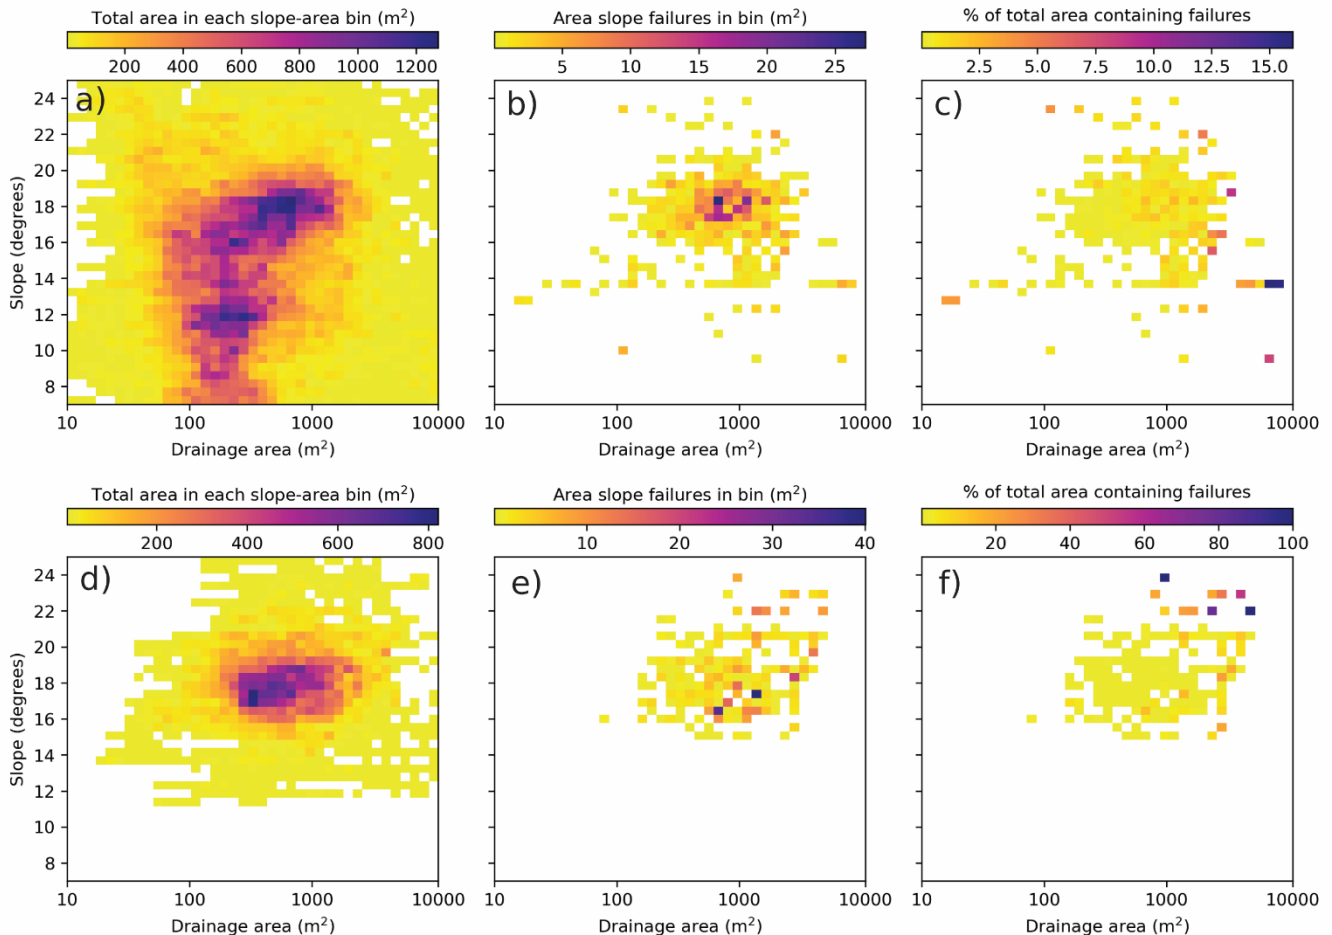 Total area in each slope-area bin (m²)
Area slope failures in bin (m²)
% of total area containing failures
200 400 600 800 1000 1200
5 10 15 20 25
2.5 5.0 7.5 10.0 12.5 15.0
a)
b)
c)
24
22
20
18
16
14
12
10
8
Slope (degrees)
10 100 1000 10000
100 1000 10000
100 1000 10000
Drainage area (m²)
Drainage area (m²)
Drainage area (m²)
Total area in each slope-area bin (m²)
Area slope failures in bin (m²)
% of total area containing failures
200 400 600 800
10 20 30 40
20 40 60 80 100
d)
e)
f)
24
22
20
18
16
14
12
10
8
Slope (degrees)
10 100 1000 10000
10 100 1000 10000
10 100 1000 10000
Drainage area (m²)
Drainage area (m²)
Drainage area (m²)